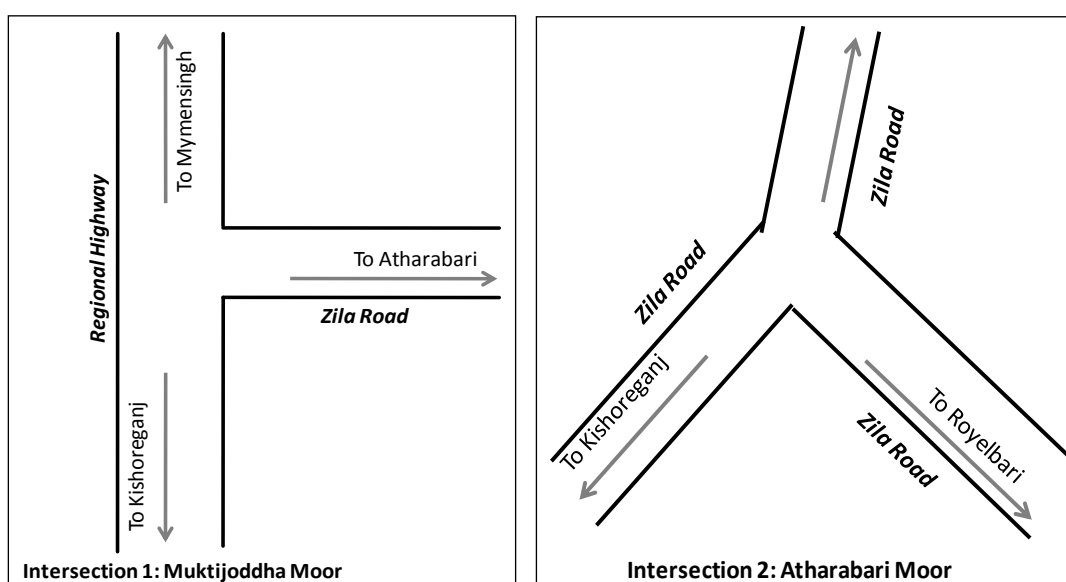 To Mymensingh
Regional Highway
To Atharabari
Zila Road
To Kishoreganj
Intersection 1: Muktijoddha Moor
Zila Road
Zila Road
To Kishoreganj
To Royelbari
Zila Road
Intersection 2: Atharabari Moor